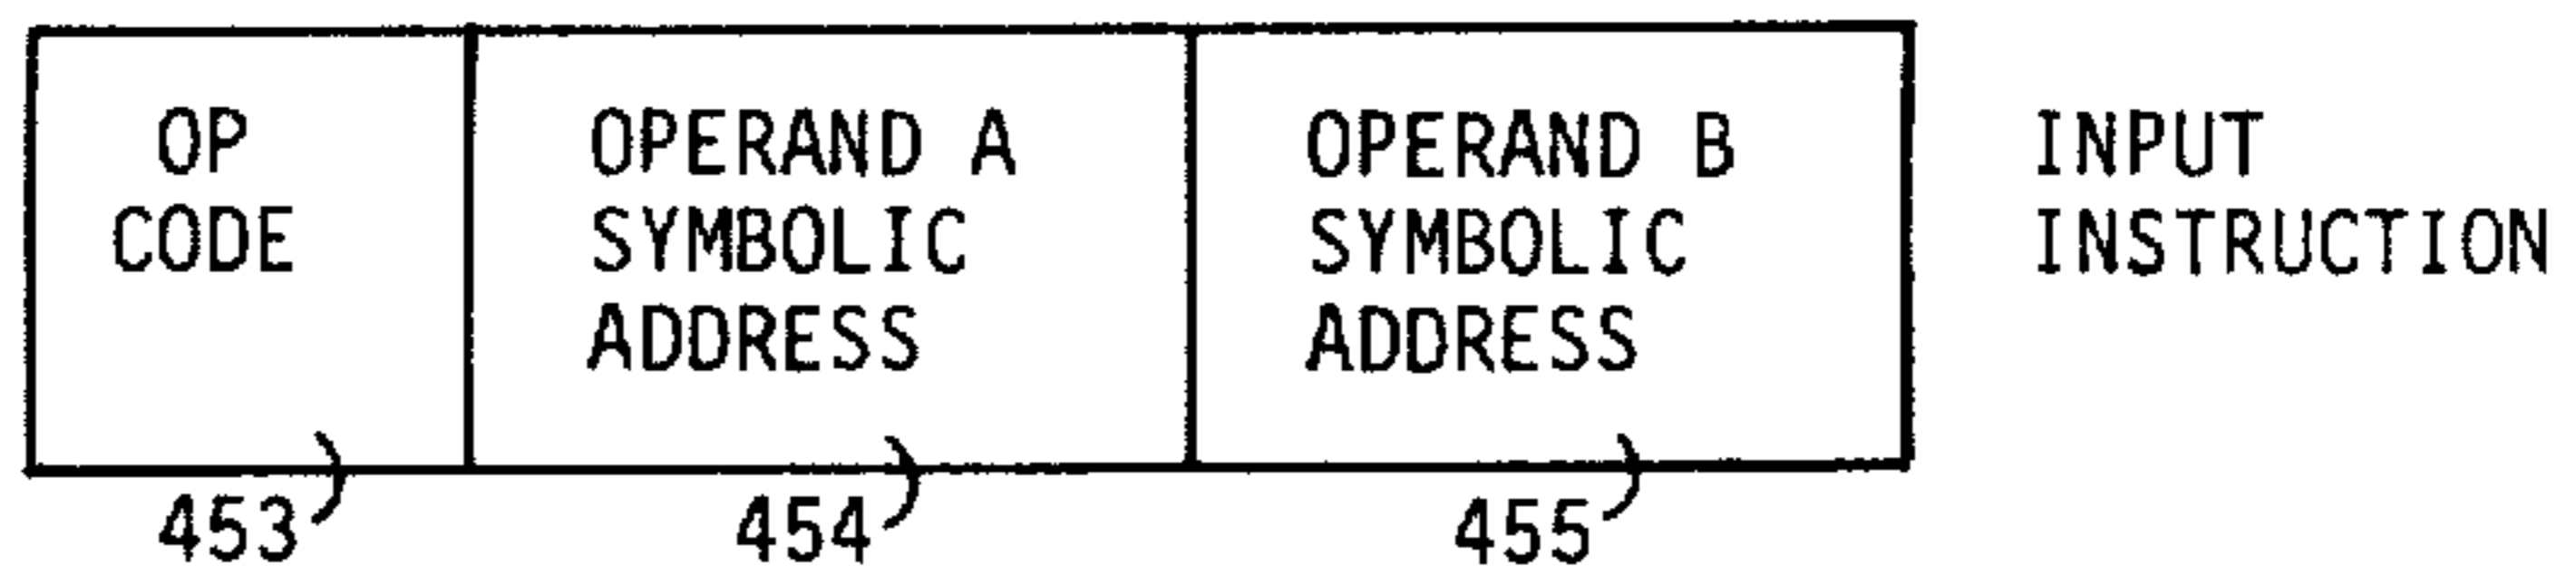 OP
CODE
OPERAND A
SYMBOLIC
ADDRESS
OPERAND B
SYMBOLIC
ADDRESS
INPUT
INSTRUCTION
453
454
455